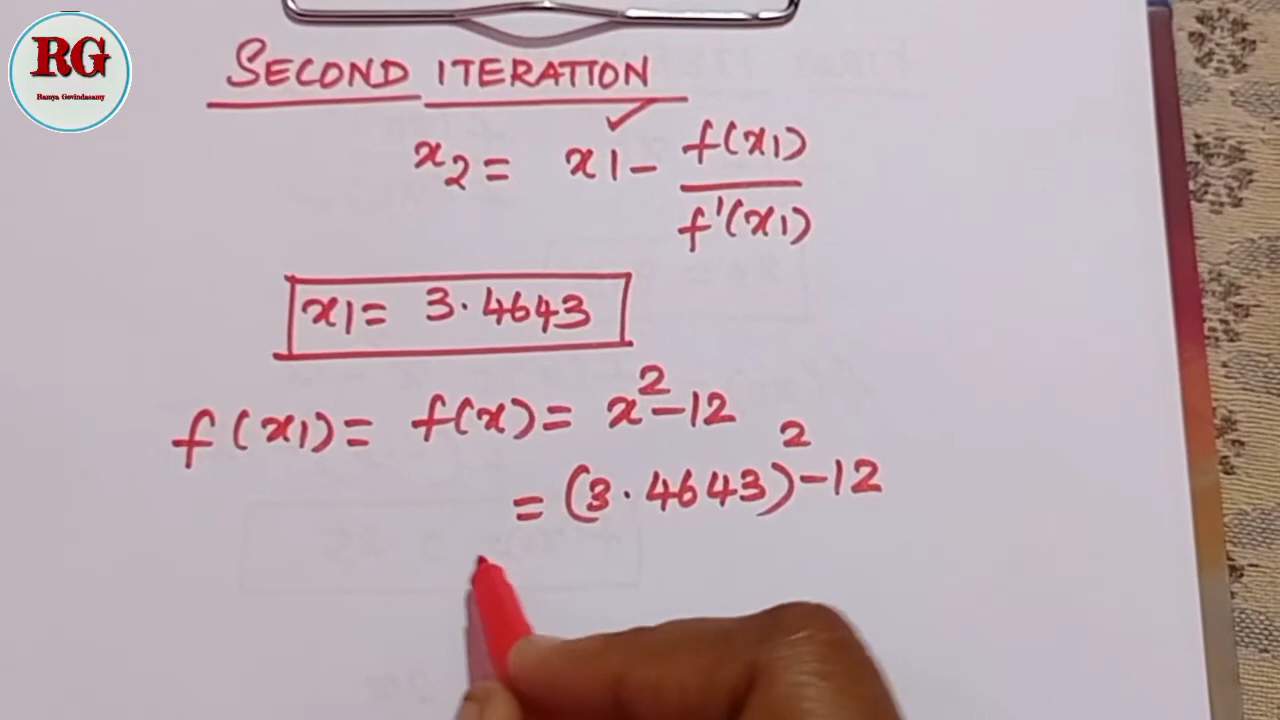 RG
Ramya Govindasamy
SECOND ITERATION
x2 = x1 - f(x1)
f'(x1)
x1 = 3.4643
f(x1) = f(x) = x² - 12
= (3.4643)² - 12